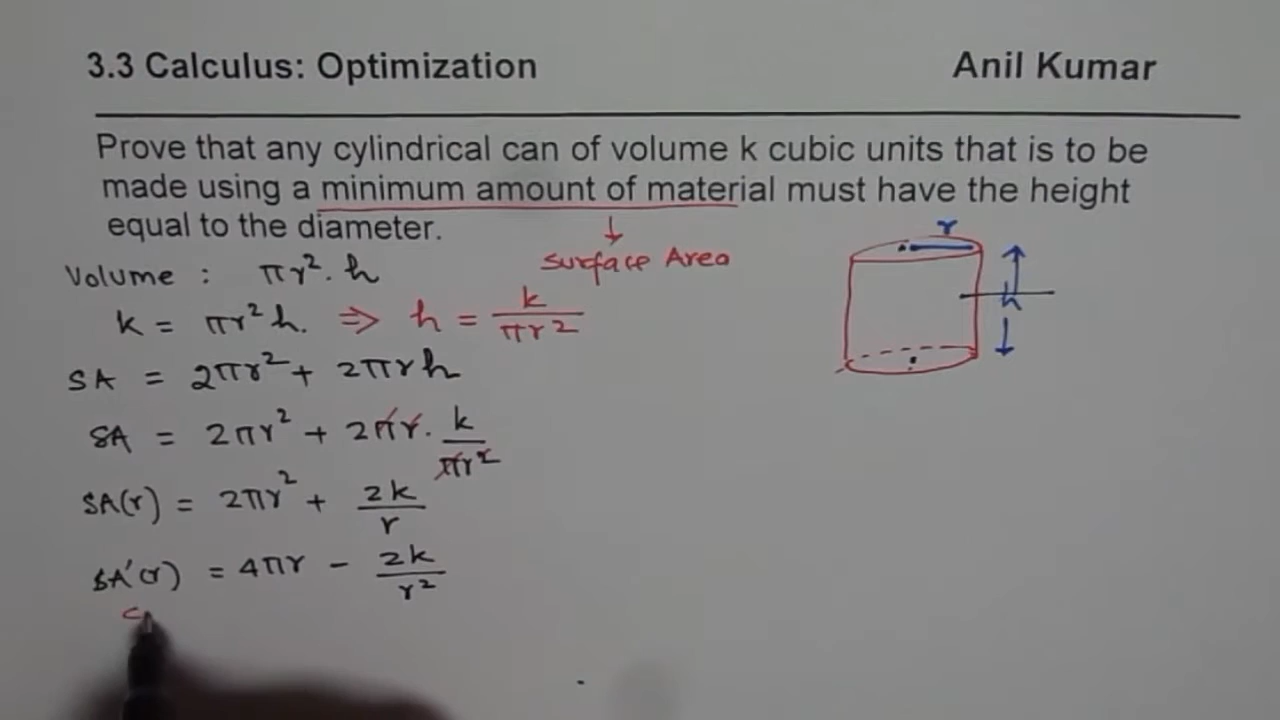 3.3 Calculus: Optimization Anil Kumar
Prove that any cylindrical can of volume k cubic units that is to be
made using a minimum amount of material must have the height
equal to the diameter.
↓
Surface Area
r
h
Volume : πr². h
k = πr²h. ⇒ h = k/πr²
SA = 2πr² + 2πrh
SA = 2πr² + 2πr. k/πr²
SA(r) = 2πr² + 2k/r
SA'(r) = 4πr - 2k/r²